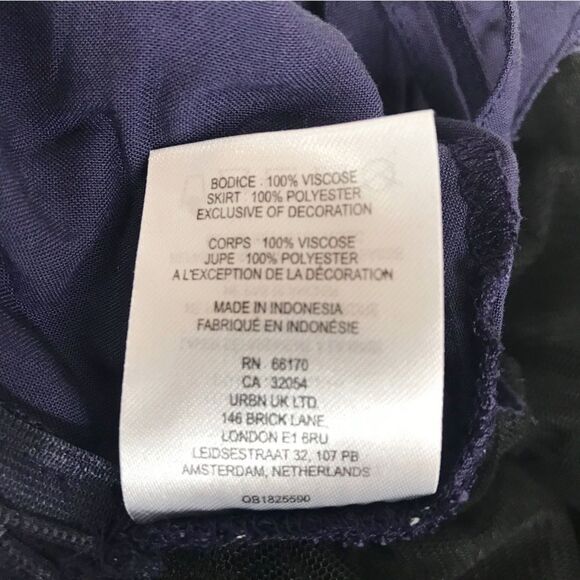 BODICE : 100% VISCOSE
SKIRT : 100% POLYESTER
EXCLUSIVE OF DECORATION
CORPS : 100% VISCOSE
JUPE : 100% POLYESTER
A L'EXCEPTION DE LA DÉCORATION
MADE IN INDONESIA
FABRIQUÉ EN INDONÉSIE
RN 66170
CA 32054
URBN UK LTD.
146 BRICK LANE,
LONDON E1 6RU
LEIDSESTRAAT 32, 107 PB
AMSTERDAM, NETHERLANDS
OB1825590